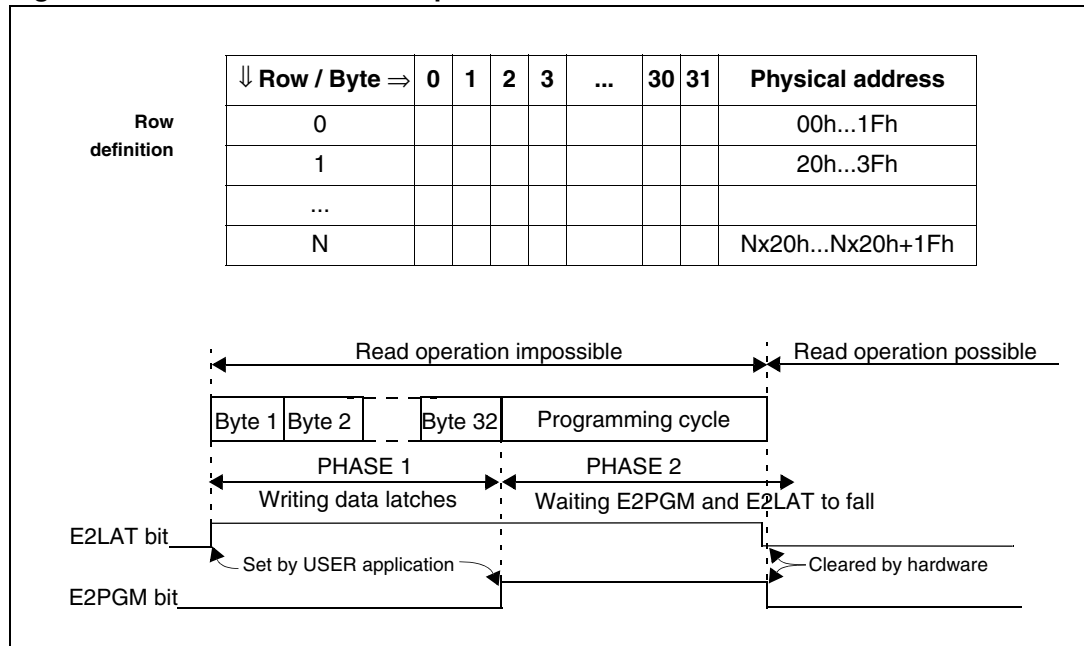 ⇓ Row / Byte ⇒ 0 1 2 3 ... 30 31 Physical address
Row
definition
0 00h...1Fh
1 20h...3Fh
...
N Nx20h...Nx20h+1Fh
Read operation impossible Read operation possible
Byte 1 Byte 2 Byte 32 Programming cycle
PHASE 1 PHASE 2
Writing data latches Waiting E2PGM and E2LAT to fall
E2LAT bit
Set by USER application Cleared by hardware
E2PGM bit